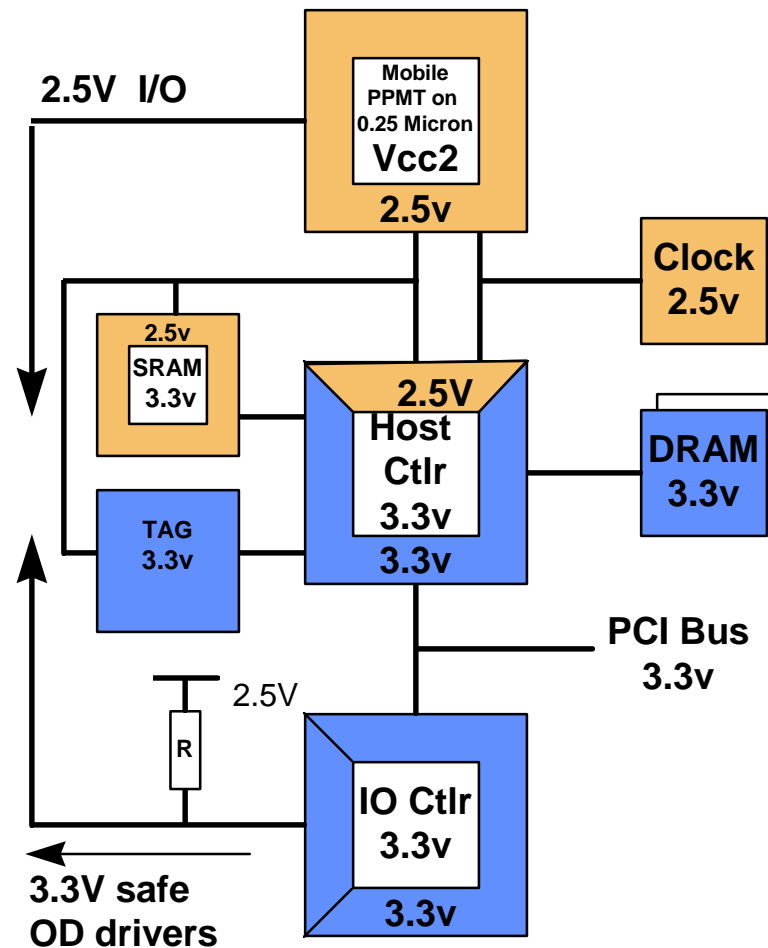 Mobile
PPMT on
0.25 Micron
Vcc2
2.5v
2.5V I/O
Clock
2.5v
2.5v
SRAM
3.3v
2.5V
Host
Ctlr
3.3v
3.3v
DRAM
3.3v
TAG
3.3v
PCI Bus
3.3v
2.5V
R
IO Ctlr
3.3v
3.3v
3.3V safe
OD drivers